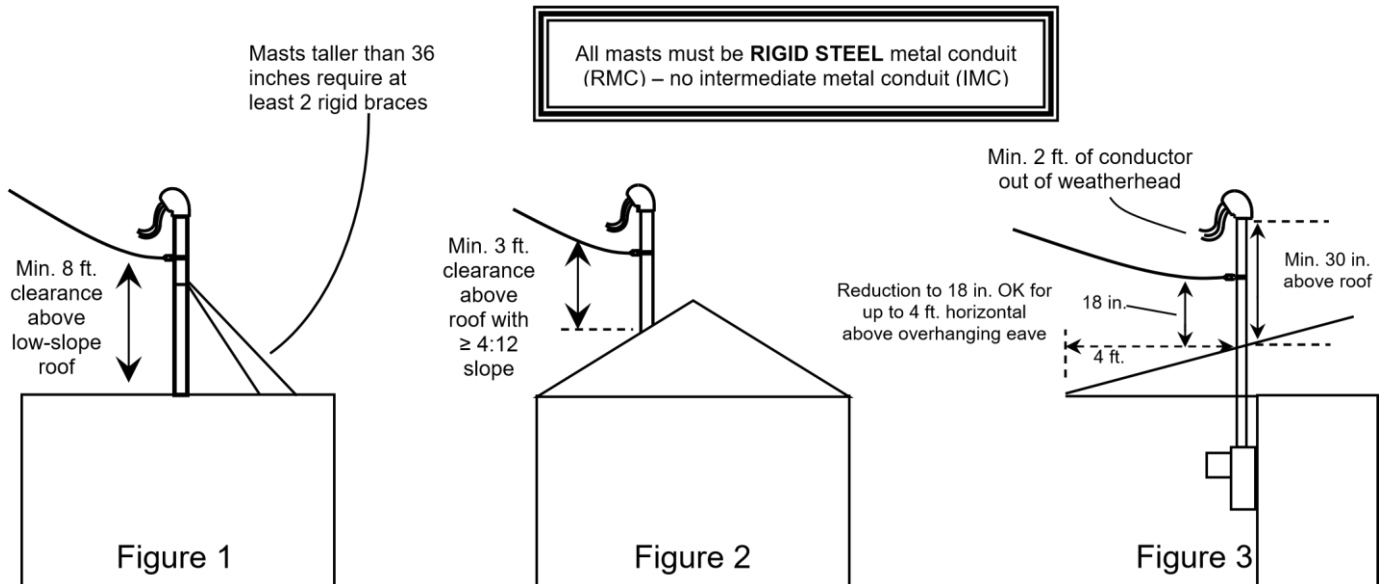 Masts taller than 36
inches require at
least 2 rigid braces
All masts must be RIGID STEEL metal conduit
(RMC) – no intermediate metal conduit (IMC)
Min. 8 ft.
clearance
above
low-slope
roof
Figure 1
Min. 3 ft.
clearance
above
roof with
≥ 4:12
slope
Figure 2
Min. 2 ft. of conductor
out of weatherhead
Reduction to 18 in. OK for
up to 4 ft. horizontal
above overhanging eave
18 in.
4 ft.
Min. 30 in.
above roof
Figure 3